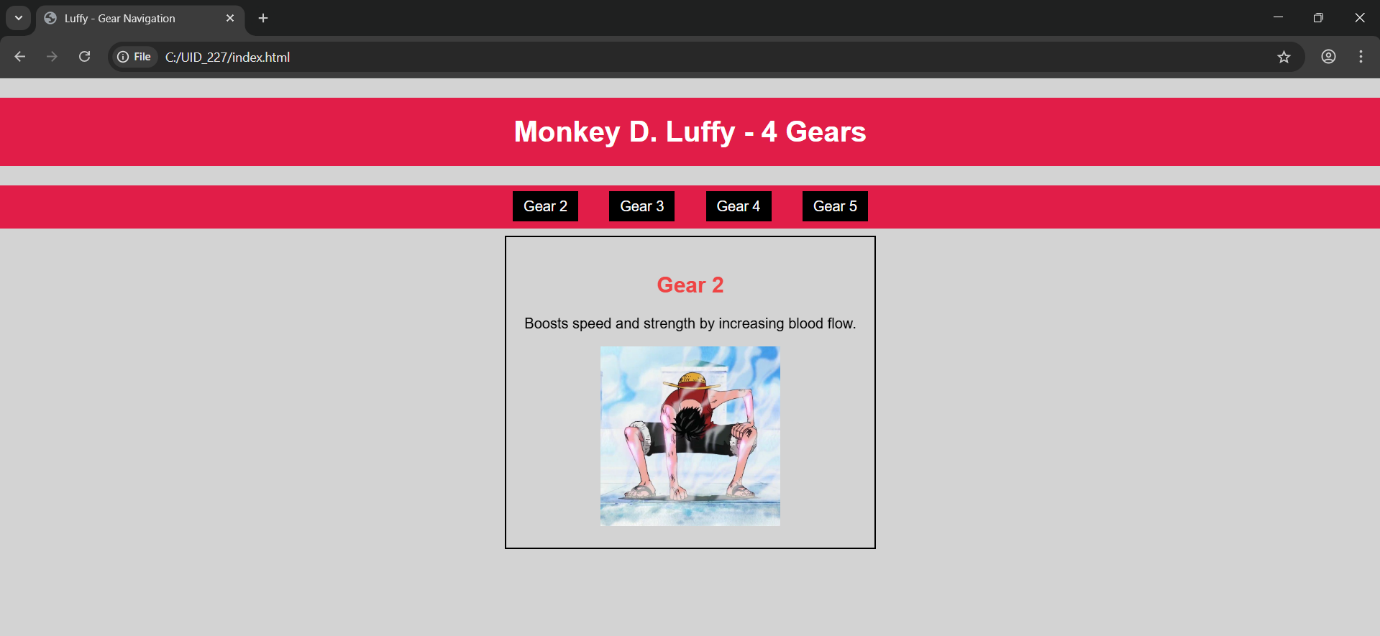 Luffy - Gear Navigation
File C:/UID_227/index.html
Monkey D. Luffy - 4 Gears
Gear 2 Gear 3 Gear 4 Gear 5
Gear 2
Boosts speed and strength by increasing blood flow.